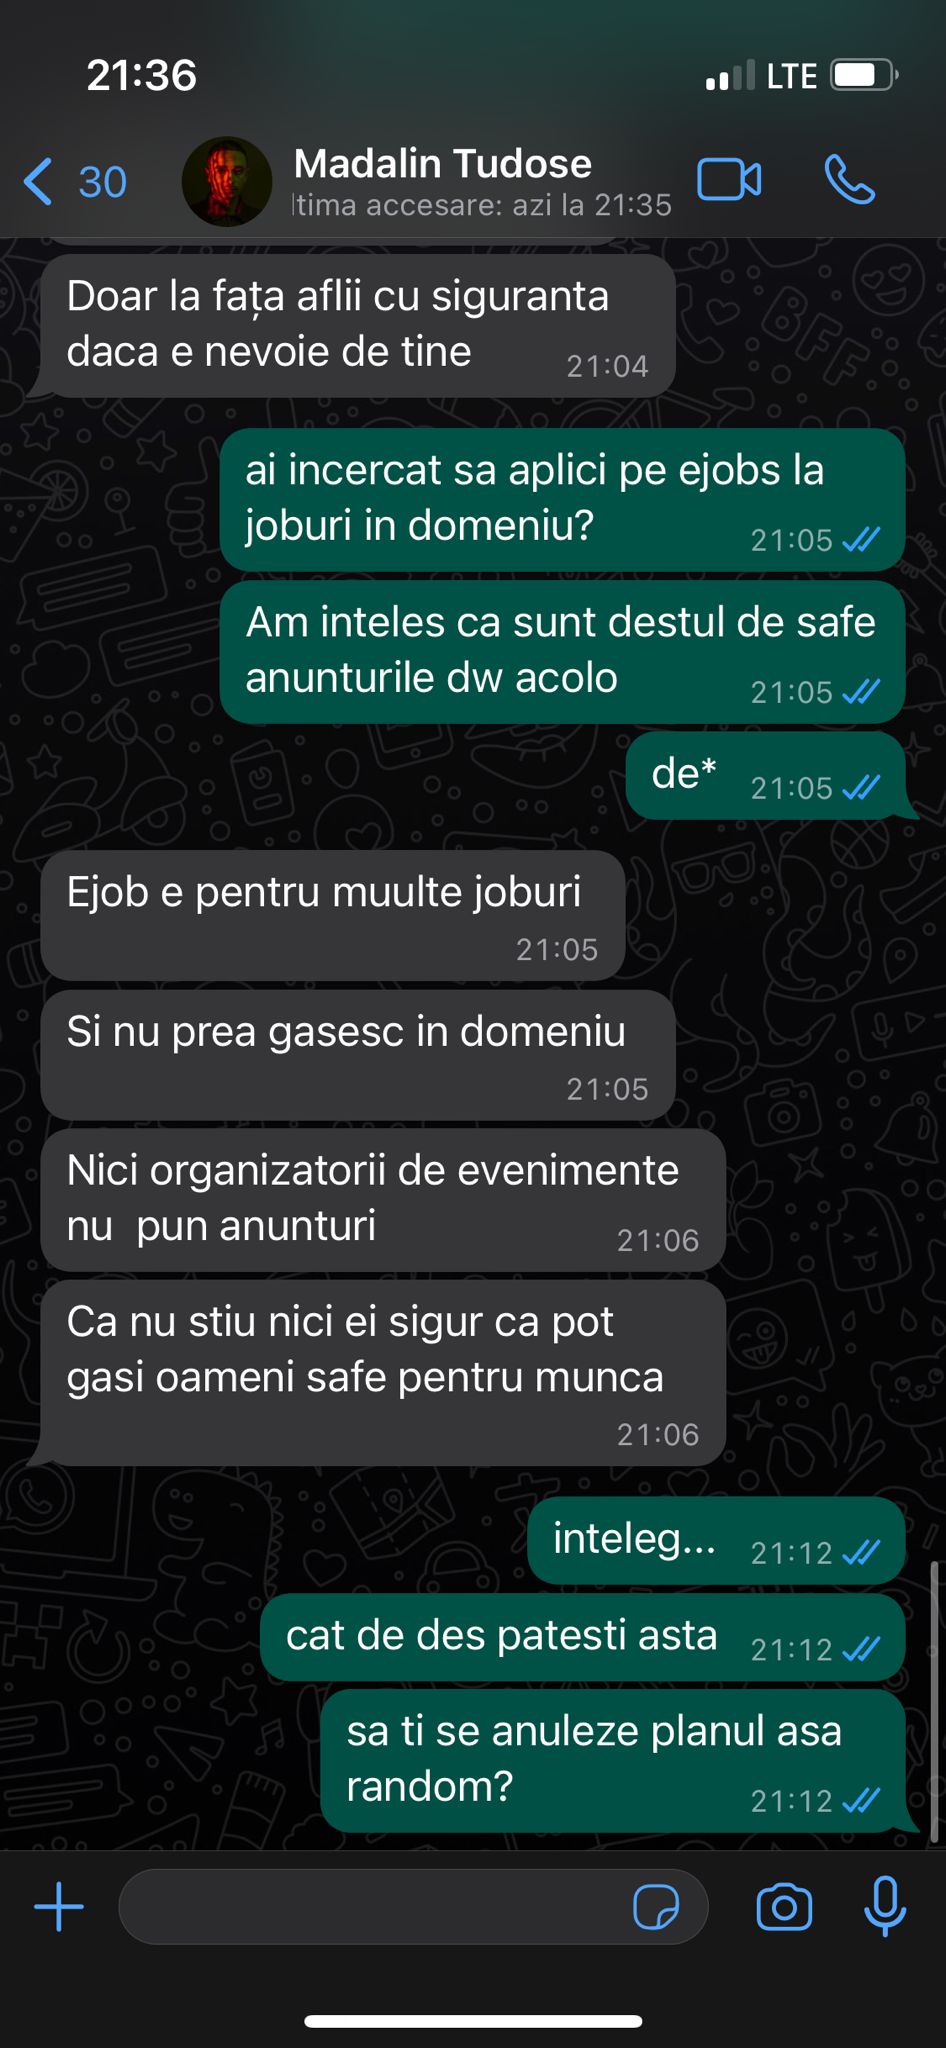 21:36
LTE
30
Madalin Tudose
ltima accesare: azi la 21:35
Doar la fața aflii cu siguranta
daca e nevoie de tine
21:04
ai incercat sa aplici pe ejobs la
joburi in domeniu?
21:05
Am inteles ca sunt destul de safe
anunturile dw acolo
21:05
de*
21:05
Ejob e pentru muulte joburi
21:05
Si nu prea gasesc in domeniu
21:05
Nici organizatorii de evenimente
nu  pun anunturi
21:06
Ca nu stiu nici ei sigur ca pot
gasi oameni safe pentru munca
21:06
inteleg...
21:12
cat de des patesti asta
21:12
sa ti se anuleze planul asa
random?
21:12